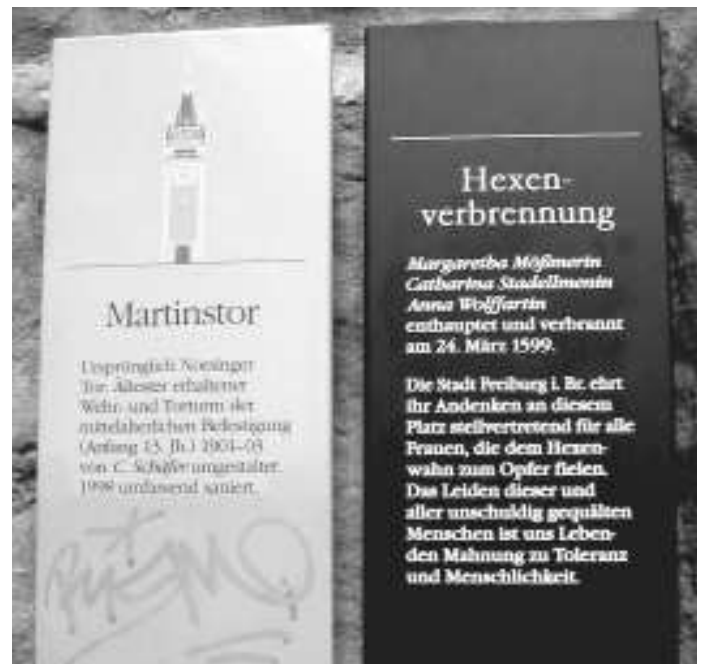 Martinstor
Ursprünglich Norsinger
Tor. Ältester erhaltener
Wehr- und Torturm der
mittelalterlichen Befestigung
(Anfang 13. Jh.) 1901–03
von C. Schäfer umgestaltet.
umfassend saniert.
Hexen-
verbrennung
Margaretha Mößmerin
Catharina Stadellmenin
Anna Wolffartin
enthauptet und verbrannt
am 24. März 1599.
Die Stadt Freiburg i. Br. ehrt
ihr Andenken an diesem
Platz stellvertretend für alle
Frauen, die dem Hexen-
wahn zum Opfer fielen.
Das Leiden dieser und
aller unschuldig gequälten
Menschen ist uns Leben-
den Mahnung zu Toleranz
und Menschlichkeit.